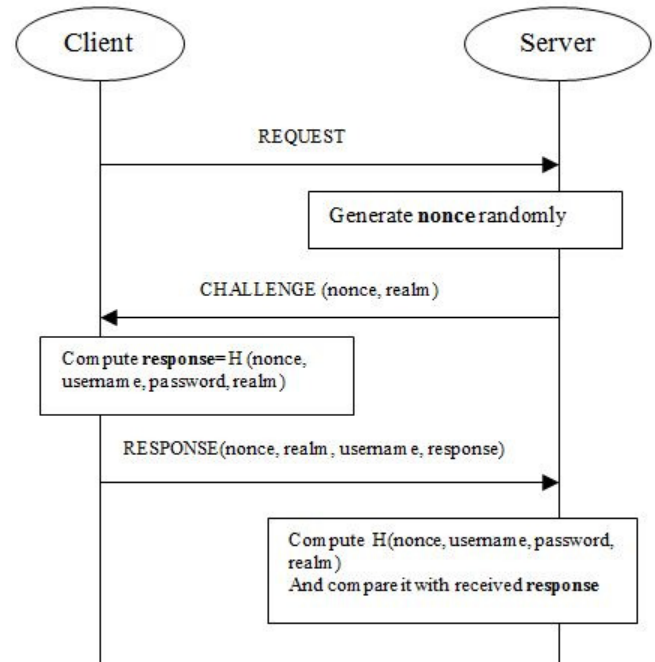 Client
Server
REQUEST
Generate nonce randomly
CHALLENGE (nonce, realm)
Compute response=H (nonce,
username, password, realm)
RESPONSE(nonce, realm, username, response)
Compute H(nonce, username, password,
realm)
And compare it with received response